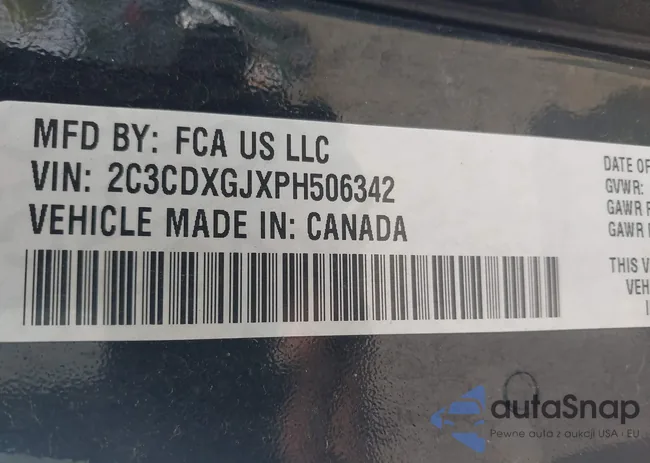 MFD BY: FCA US LLC
VIN: 2C3CDXGJXPH506342
VEHICLE MADE IN: CANADA
DATE OF
GVWR:
GAWR
GAWR
THIS V
VEH
autaSnap
Pewne auta z aukcji USA · EU